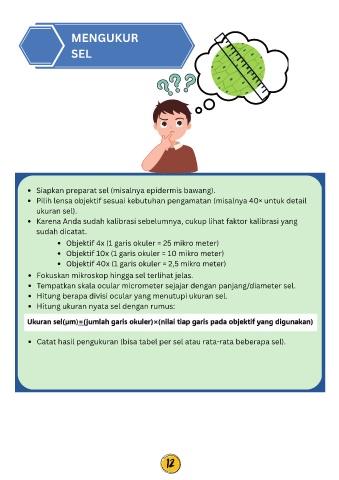 MENGUKUR
SEL
???
• Siapkan preparat sel (misalnya epidermis bawang).
• Pilih lensa objektif sesuai kebutuhan pengamatan (misalnya 40× untuk detail
ukuran sel).
• Karena Anda sudah kalibrasi sebelumnya, cukup lihat faktor kalibrasi yang
sudah dicatat.
• Objektif 4x (1 garis okuler = 25 mikro meter)
• Objektif 10x (1 garis okuler = 10 mikro meter)
• Objektif 40x (1 garis okuler = 2,5 mikro meter)
• Fokuskan mikroskop hingga sel terlihat jelas.
• Tempatkan skala ocular micrometer sejajar dengan panjang/diameter sel.
• Hitung berapa divisi ocular yang menutupi ukuran sel.
• Hitung ukuran nyata sel dengan rumus:
Ukuran sel(μm)=(jumlah garis okuler)×(nilai tiap garis pada objektif yang digunakan)
• Catat hasil pengukuran (bisa tabel per sel atau rata-rata beberapa sel).
12